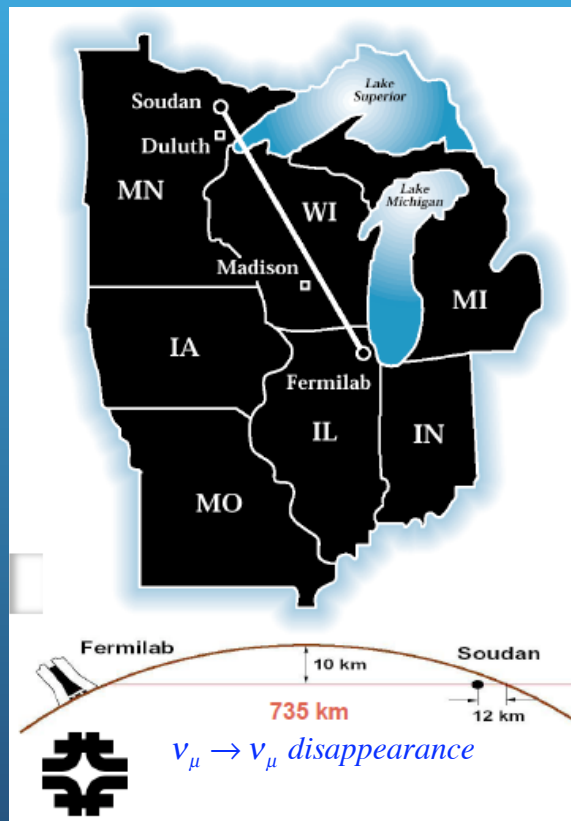 Lake
Superior
Soudan
Duluth
MN
Lake
Michigan
WI
Madison
MI
IA
Fermilab
IL
IN
MO
Fermilab
Soudan
10 km
735 km
12 km
νμ → νμ disappearance